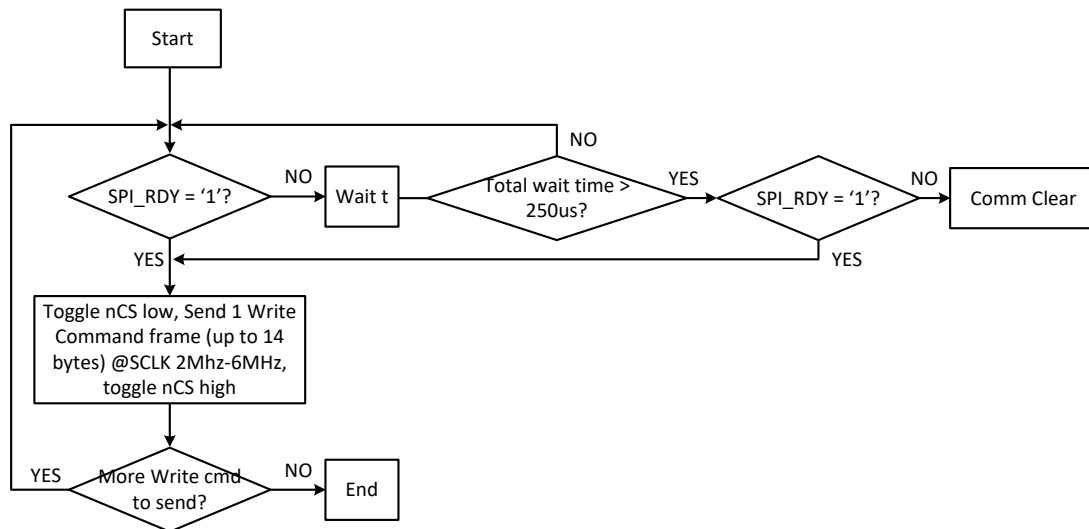 Start
NO
SPI_RDY = ‘1’?
NO
Wait t
Total wait time >
250us?
YES
SPI_RDY = ‘1’?
NO
Comm Clear
YES
YES
Toggle nCS low, Send 1 Write
Command frame (up to 14
bytes) @SCLK 2Mhz-6MHz,
toggle nCS high
YES
More Write cmd
to send?
NO
End